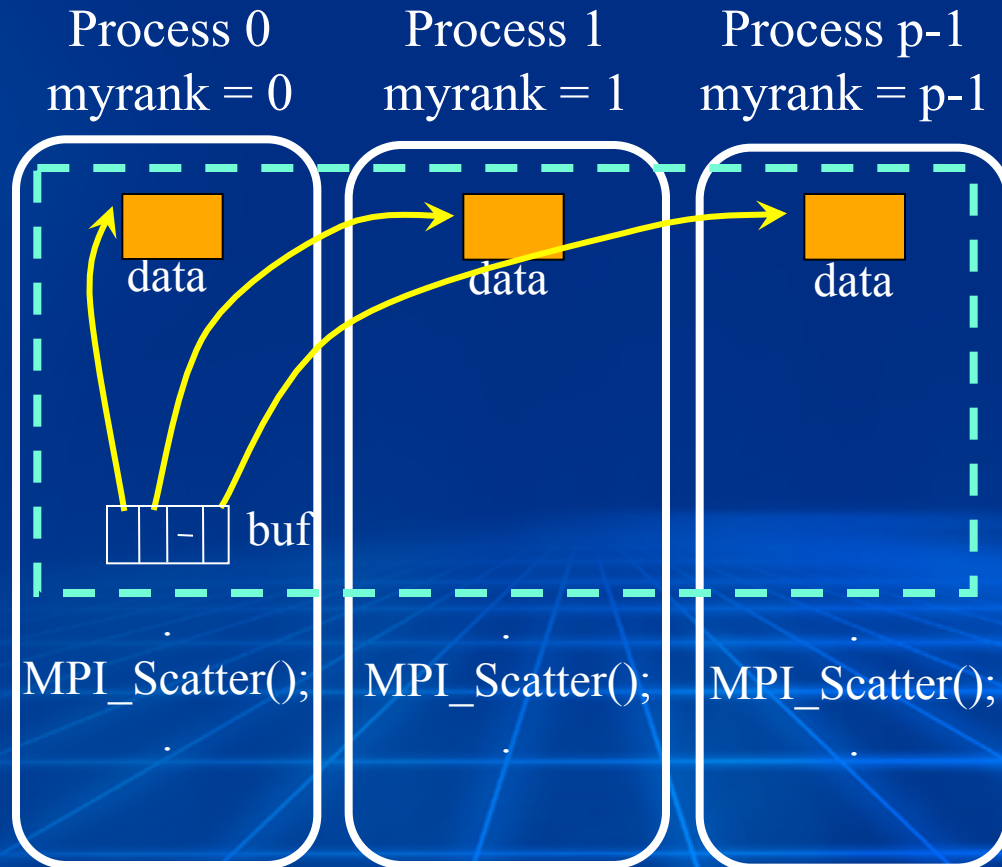 Process 0
myrank = 0
Process 1
myrank = 1
Process p-1
myrank = p-1
data
data
data
buf
.
MPI_Scatter();
.
.
MPI_Scatter();
.
.
MPI_Scatter();
.